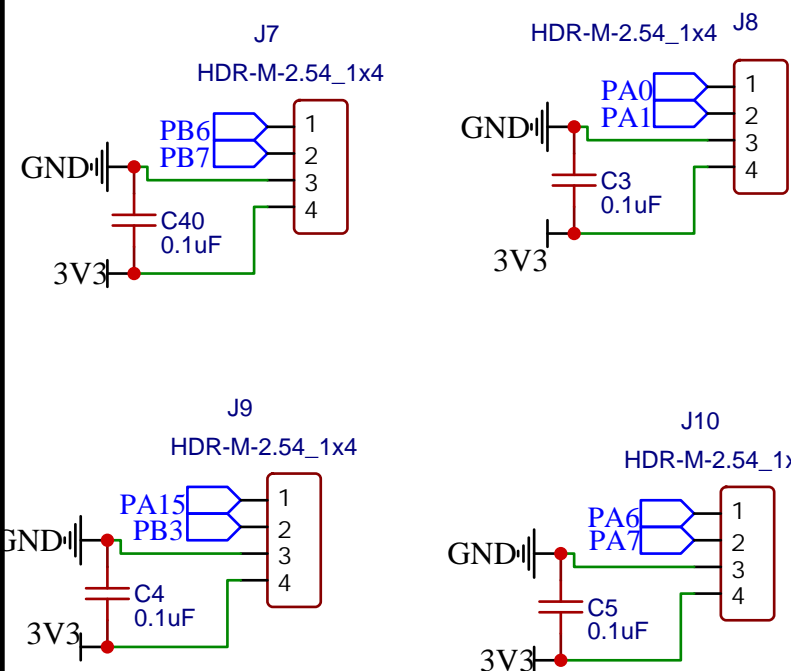 J7
HDR-M-2.54_1x4
PB6
PB7
1
2
3
4
GND
C40
0.1uF
3V3
HDR-M-2.54_1x4
J8
PA0
PA1
1
2
3
4
GND
C3
0.1uF
3V3
J9
HDR-M-2.54_1x4
PA15
PB3
1
2
3
4
GND
C4
0.1uF
3V3
J10
HDR-M-2.54_1x
PA6
PA7
1
2
3
4
GND
C5
0.1uF
3V3